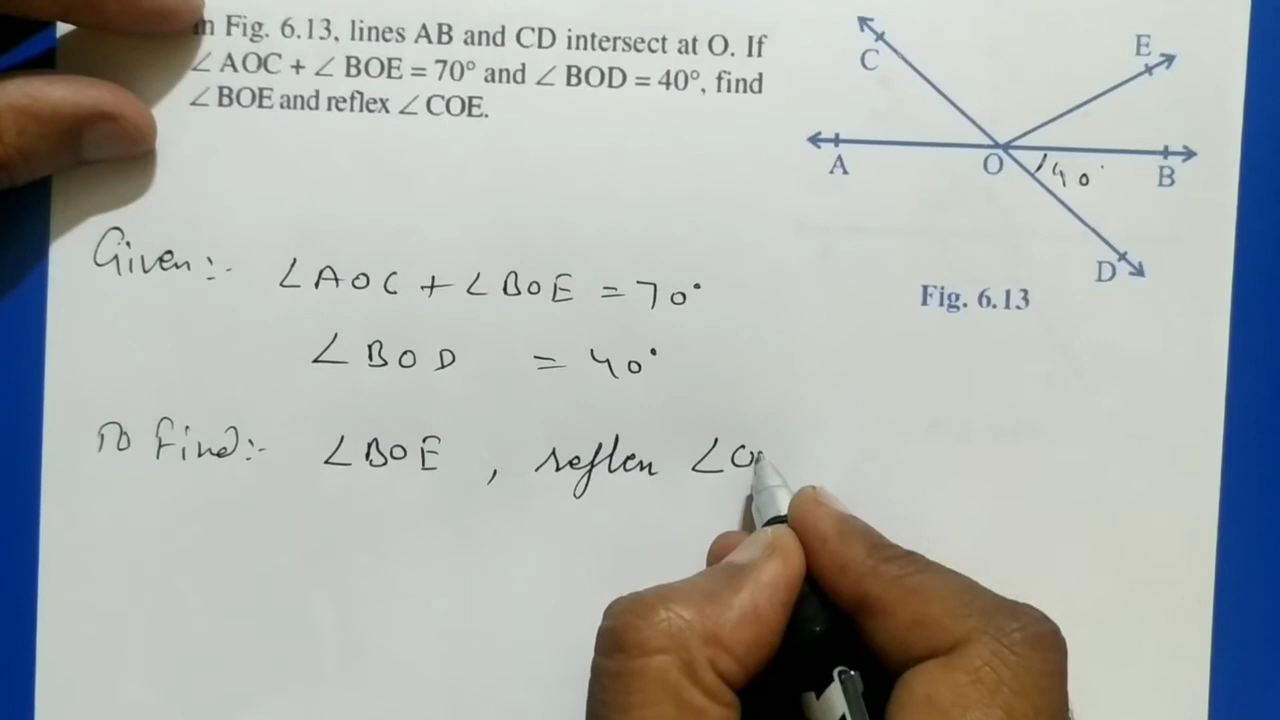 n Fig. 6.13, lines AB and CD intersect at O. If
∠ AOC + ∠ BOE = 70° and ∠ BOD = 40°, find
∠ BOE and reflex ∠ COE.
C
E
A
O
40°
B
D
Fig. 6.13
Given:-
∠AOC + ∠BOE = 70°
∠BOD = 40°
To find:- ∠BOE , reflex ∠CO